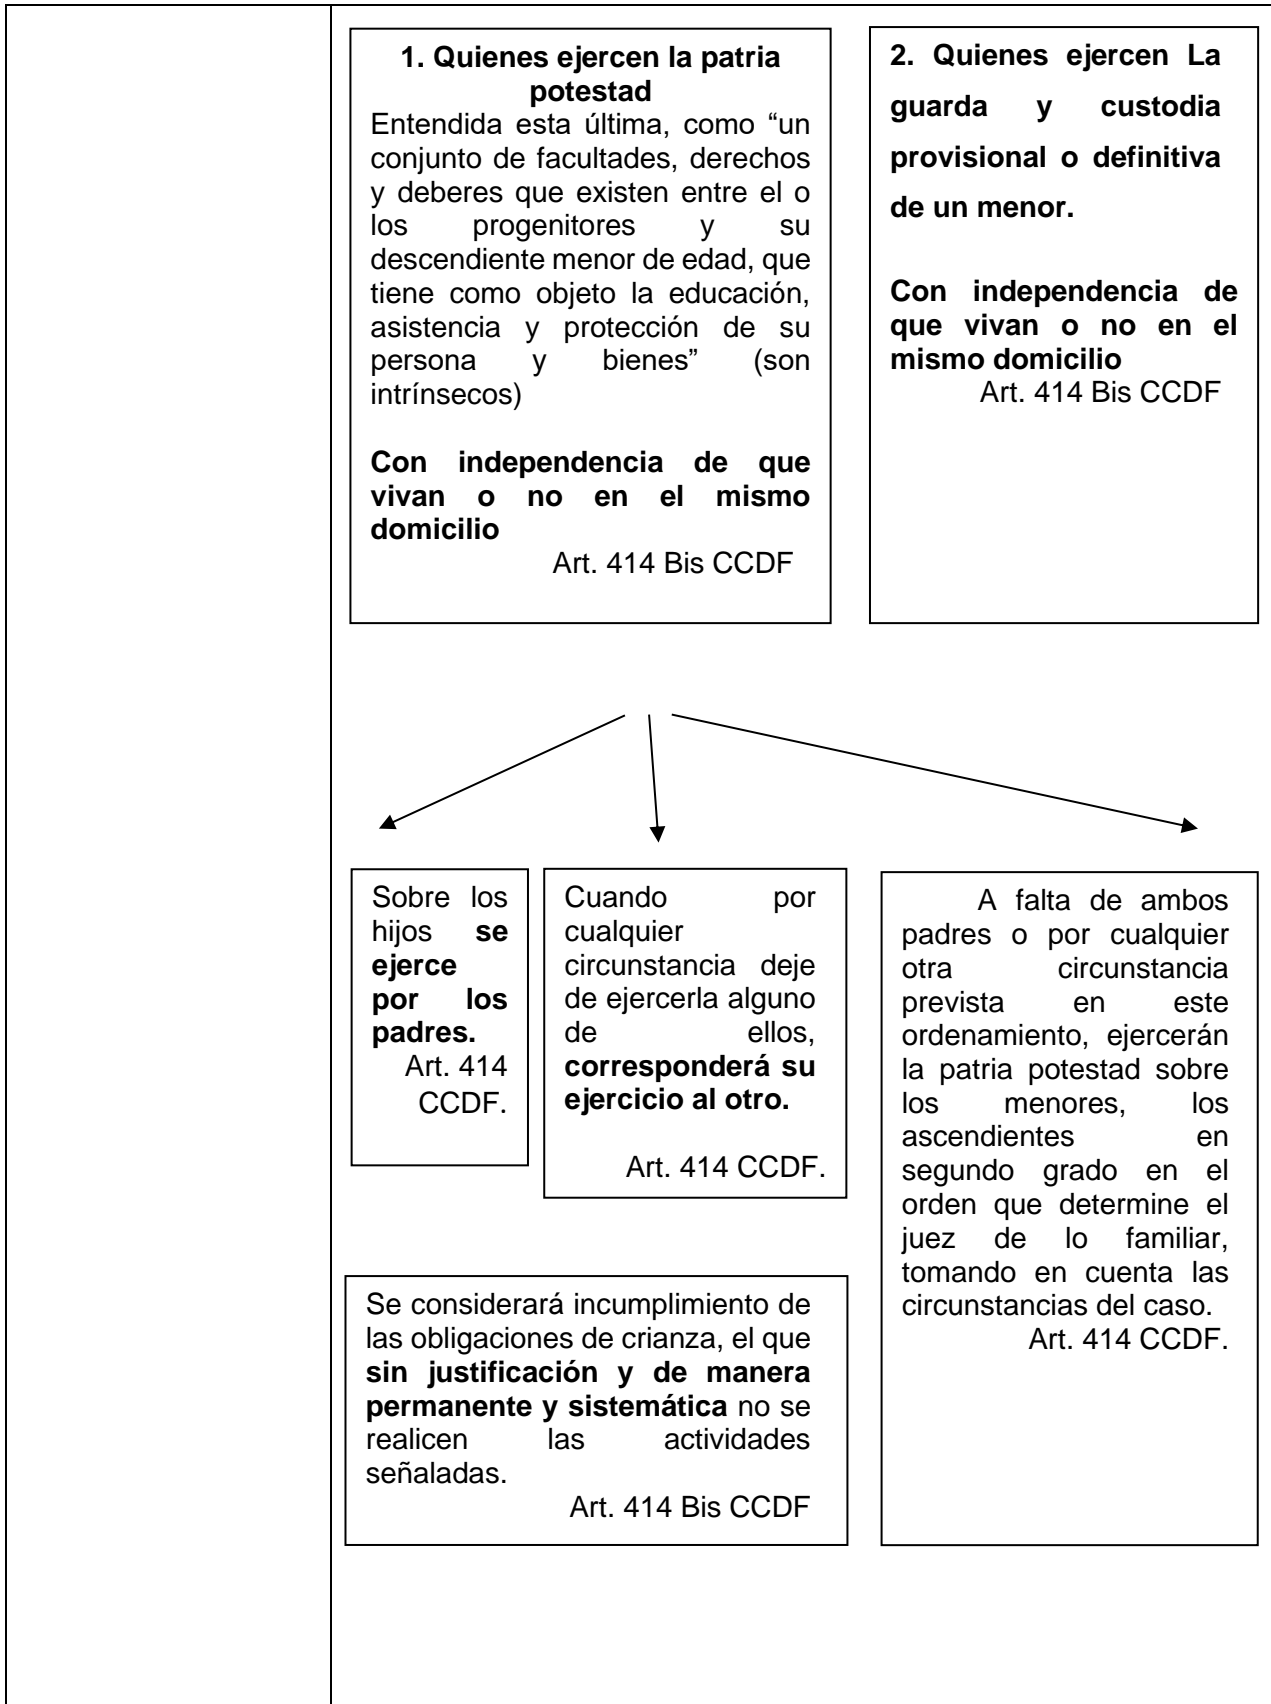 1. Quienes ejercen la patria
potestad
Entendida esta última, como “un
conjunto de facultades, derechos
y deberes que existen entre el o
los progenitores y su
descendiente menor de edad, que
tiene como objeto la educación,
asistencia y protección de su
persona y bienes” (son
intrínsecos)
Con independencia de que
vivan o no en el mismo
domicilio
Art. 414 Bis CCDF
2. Quienes ejercen La
guarda y custodia
provisional o definitiva
de un menor.
Con independencia de
que vivan o no en el
mismo domicilio
Art. 414 Bis CCDF
Sobre los
hijos se
ejerce
por los
padres.
Art. 414
CCDF.
Cuando por
cualquier
circunstancia deje
de ejercerla alguno
de ellos,
corresponderá su
ejercicio al otro.
Art. 414 CCDF.
A falta de ambos
padres o por cualquier
otra circunstancia
prevista en este
ordenamiento, ejercerán
la patria potestad sobre
los menores, los
ascendientes en
segundo grado en el
orden que determine el
juez de lo familiar,
tomando en cuenta las
circunstancias del caso.
Art. 414 CCDF.
Se considerará incumplimiento de
las obligaciones de crianza, el que
sin justificación y de manera
permanente y sistemática no se
realicen las actividades
señaladas.
Art. 414 Bis CCDF